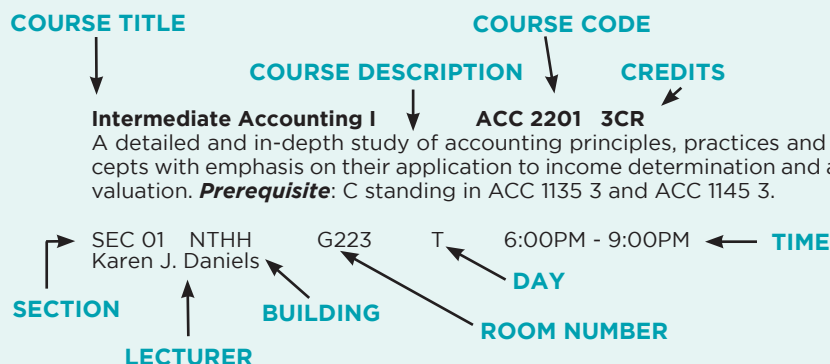 COURSE TITLE
COURSE CODE
COURSE DESCRIPTION
CREDITS
Intermediate Accounting I ACC 2201 3CR
A detailed and in-depth study of accounting principles, practices and
cepts with emphasis on their application to income determination and a
valuation. Prerequisite: C standing in ACC 1135 3 and ACC 1145 3.
SEC 01 NTHH G223 T 6:00PM - 9:00PM
TIME
Karen J. Daniels
DAY
SECTION
BUILDING
ROOM NUMBER
LECTURER